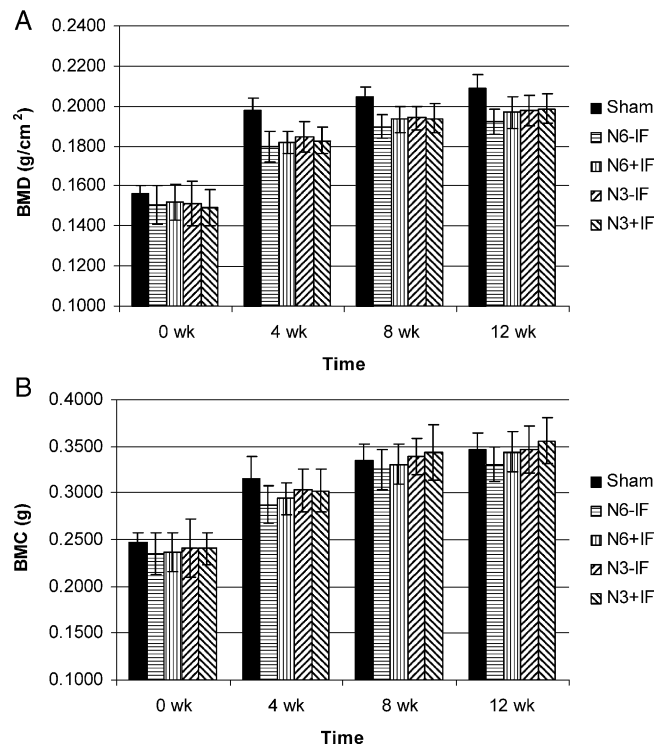 A
BMD (g/cm²)
0.2400
0.2200
0.2000
0.1800
0.1600
0.1400
0.1200
0.1000
0 wk 4 wk 8 wk 12 wk
Time
Sham
N6-IF
N6+IF
N3-IF
N3+IF
B
BMC (g)
0.4000
0.3500
0.3000
0.2500
0.2000
0.1500
0.1000
0 wk 4 wk 8 wk 12 wk
Time
Sham
N6-IF
N6+IF
N3-IF
N3+IF